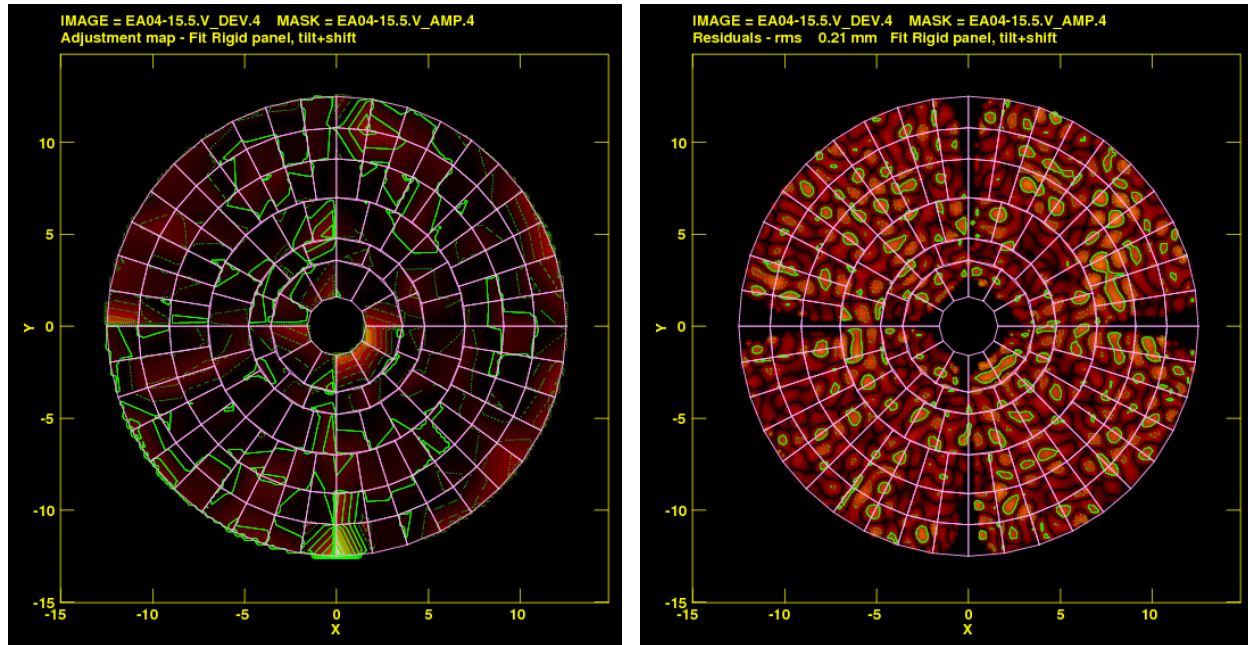 IMAGE = EA04-15.5.V_DEV.4 MASK = EA04-15.5.V_AMP.4
Adjustment map - Fit Rigid panel, tilt+shift
10
5
0
-5
-10
-15
Y
-15 -10 -5 0 5 10
X
IMAGE = EA04-15.5.V_DEV.4 MASK = EA04-15.5.V_AMP.4
Residuals - rms 0.21 mm Fit Rigid panel, tilt+shift
10
5
0
-5
-10
-15
Y
-15 -10 -5 0 5 10
X